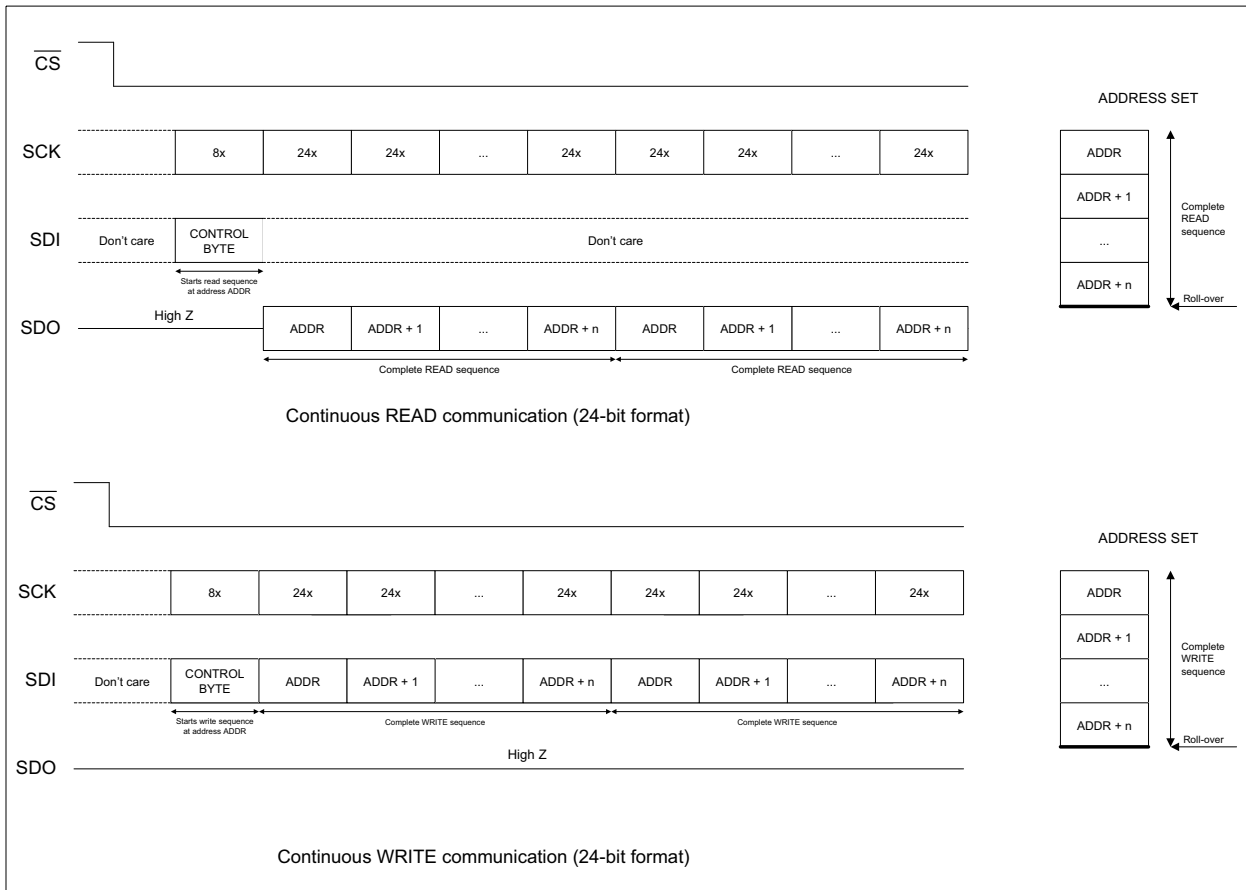 CS
ADDRESS SET
SCK
8x 24x 24x ... 24x 24x 24x ... 24x
ADDR
ADDR + 1
...
ADDR + n
Complete
READ
sequence
Roll-over
SDI
Don't care
CONTROL
BYTE
Don't care
Starts read sequence
at address ADDR
SDO
High Z
ADDR ADDR + 1 ... ADDR + n ADDR ADDR + 1 ... ADDR + n
Complete READ sequence Complete READ sequence
Continuous READ communication (24-bit format)
CS
ADDRESS SET
SCK
8x 24x 24x ... 24x 24x 24x ... 24x
ADDR
ADDR + 1
...
ADDR + n
Complete
WRITE
sequence
Roll-over
SDI
Don't care
CONTROL
BYTE
ADDR ADDR + 1 ... ADDR + n ADDR ADDR + 1 ... ADDR + n
Starts write sequence
at address ADDR
Complete WRITE sequence Complete WRITE sequence
SDO
High Z
Continuous WRITE communication (24-bit format)